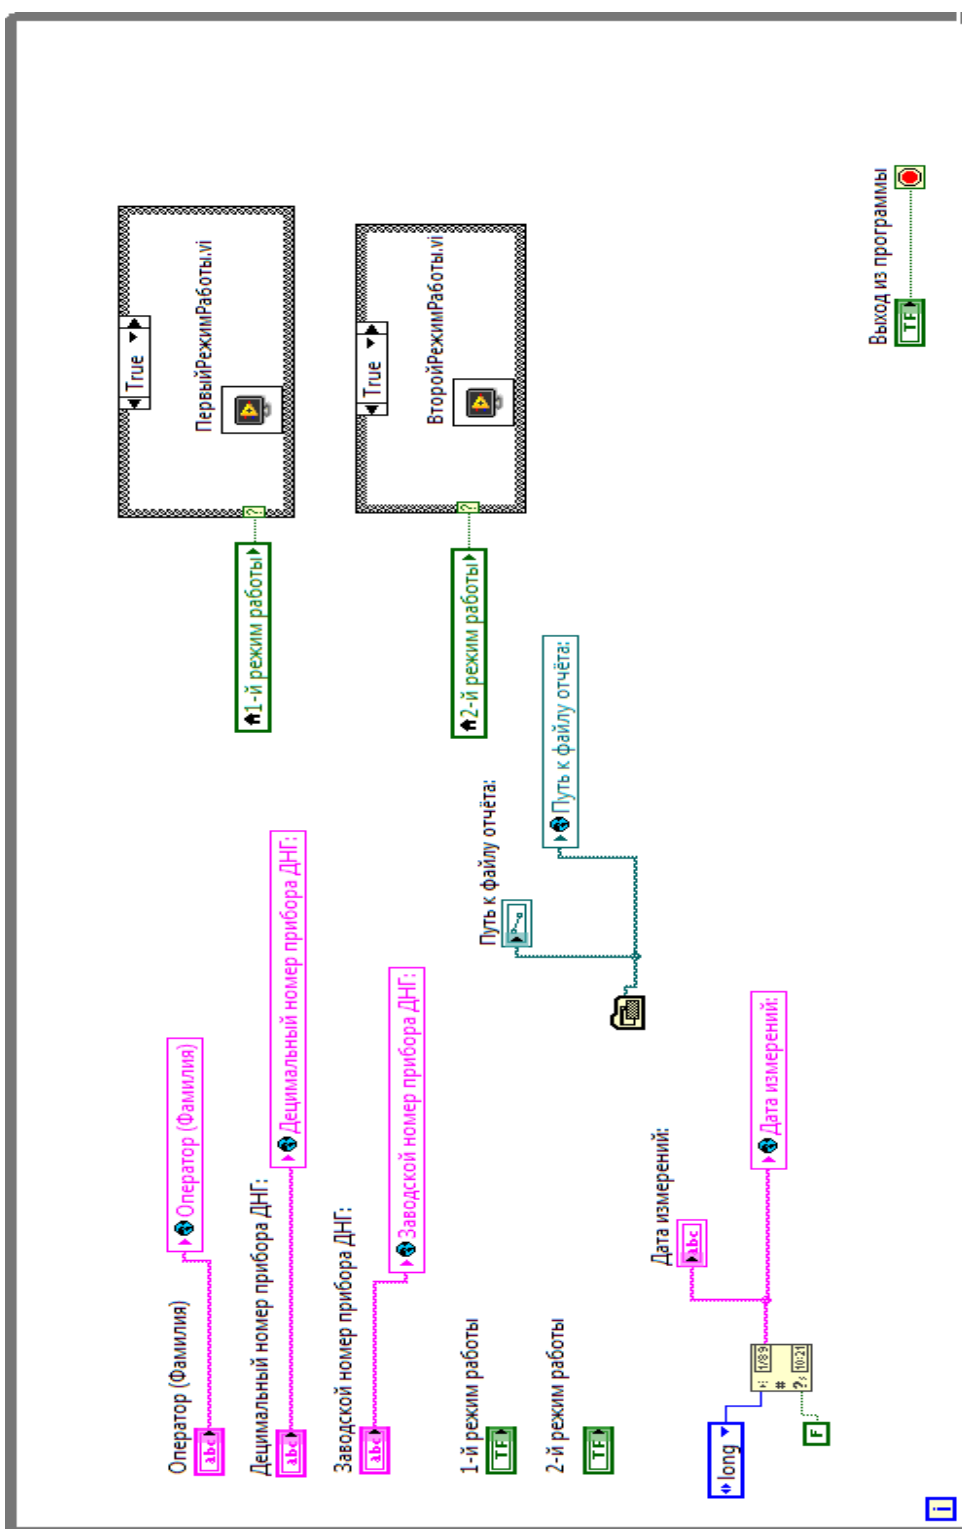 Оператор (Фамилия)
abc
Оператор (Фамилия)
Децимальный номер прибора ДНГ:
abc
Децимальный номер прибора ДНГ:
Заводской номер прибора ДНГ:
abc
Заводской номер прибора ДНГ:
1-й режим работы
TF
2-й режим работы
TF
1-й режим работы
?
True
ПервыйРежимРаботы.vi
2-й режим работы
?
True
ВторойРежимРаботы.vi
Путь к файлу отчёта:
Путь к файлу отчёта:
Дата измерений:
abc
Дата измерений:
long
F
#
10:21
Выход из программы
TF
i